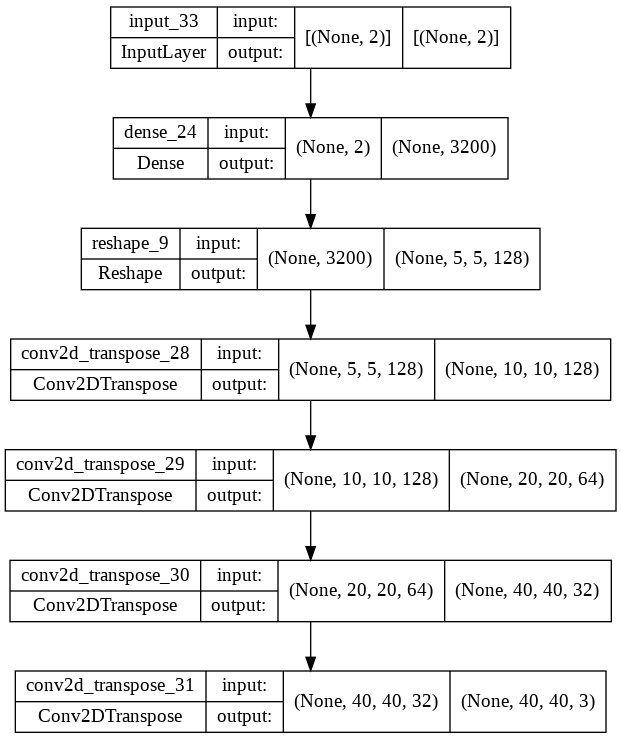 input_33 input: [(None, 2)] [(None, 2)]
InputLayer output:
dense_24 input: (None, 2) (None, 3200)
Dense output:
reshape_9 input: (None, 3200) (None, 5, 5, 128)
Reshape output:
conv2d_transpose_28 input: (None, 5, 5, 128) (None, 10, 10, 128)
Conv2DTranspose output:
conv2d_transpose_29 input: (None, 10, 10, 128) (None, 20, 20, 64)
Conv2DTranspose output:
conv2d_transpose_30 input: (None, 20, 20, 64) (None, 40, 40, 32)
Conv2DTranspose output:
conv2d_transpose_31 input: (None, 40, 40, 32) (None, 40, 40, 3)
Conv2DTranspose output: